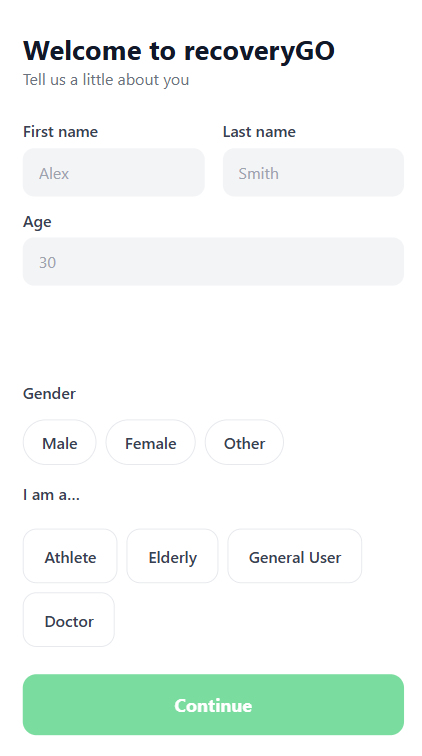 Welcome to recoveryGO
Tell us a little about you
First name Last name
Alex Smith
Age
30
Gender
Male Female Other
I am a...
Athlete Elderly General User
Doctor
Continue